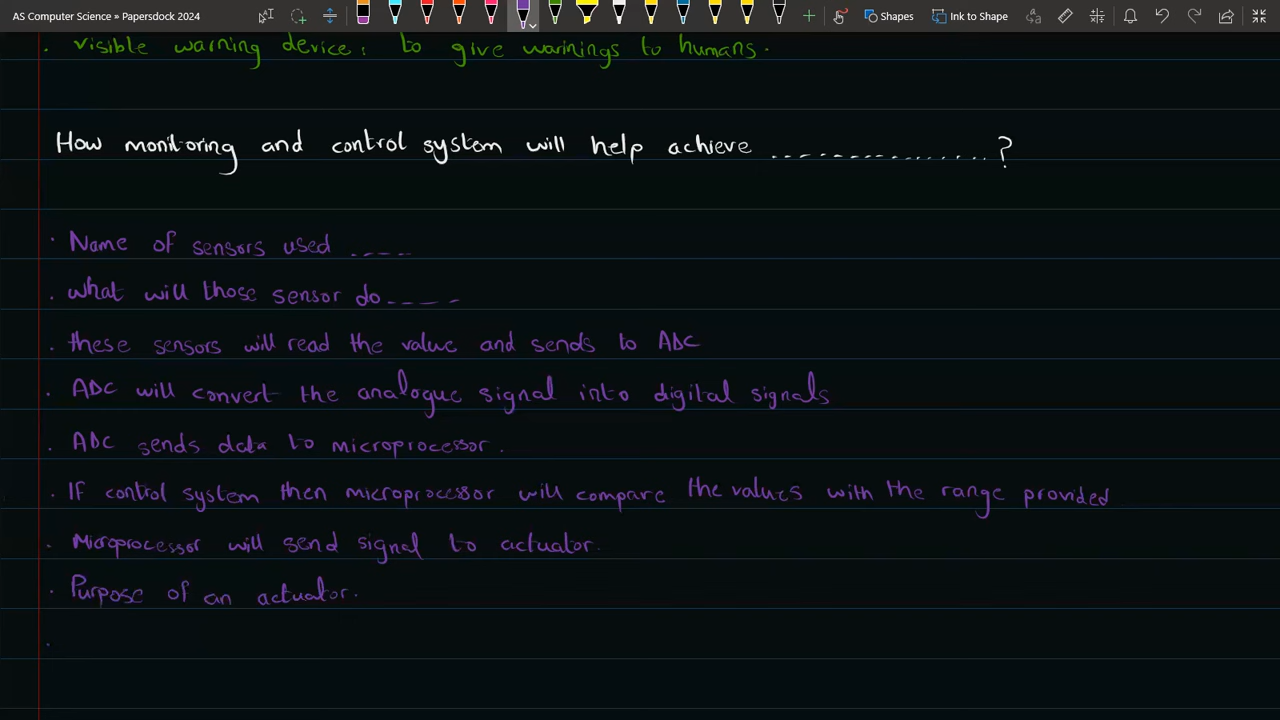 AS Computer Science » Papersdock 2024
Shapes
Ink to Shape
. visible warning device: to give warinings to humans.
How monitoring and control system will help achieve ..................?
. Name of sensors used _____
. what will those sensor do_____
. these sensors will read the value and sends to ADC
. ADC will convert the analogue signal into digital signals
. ADC sends data to microprocessor.
. If control system then microprocessor will compare the values with the range provided
. Microprocessor will send signal to actuator.
. Purpose of an actuator.
.